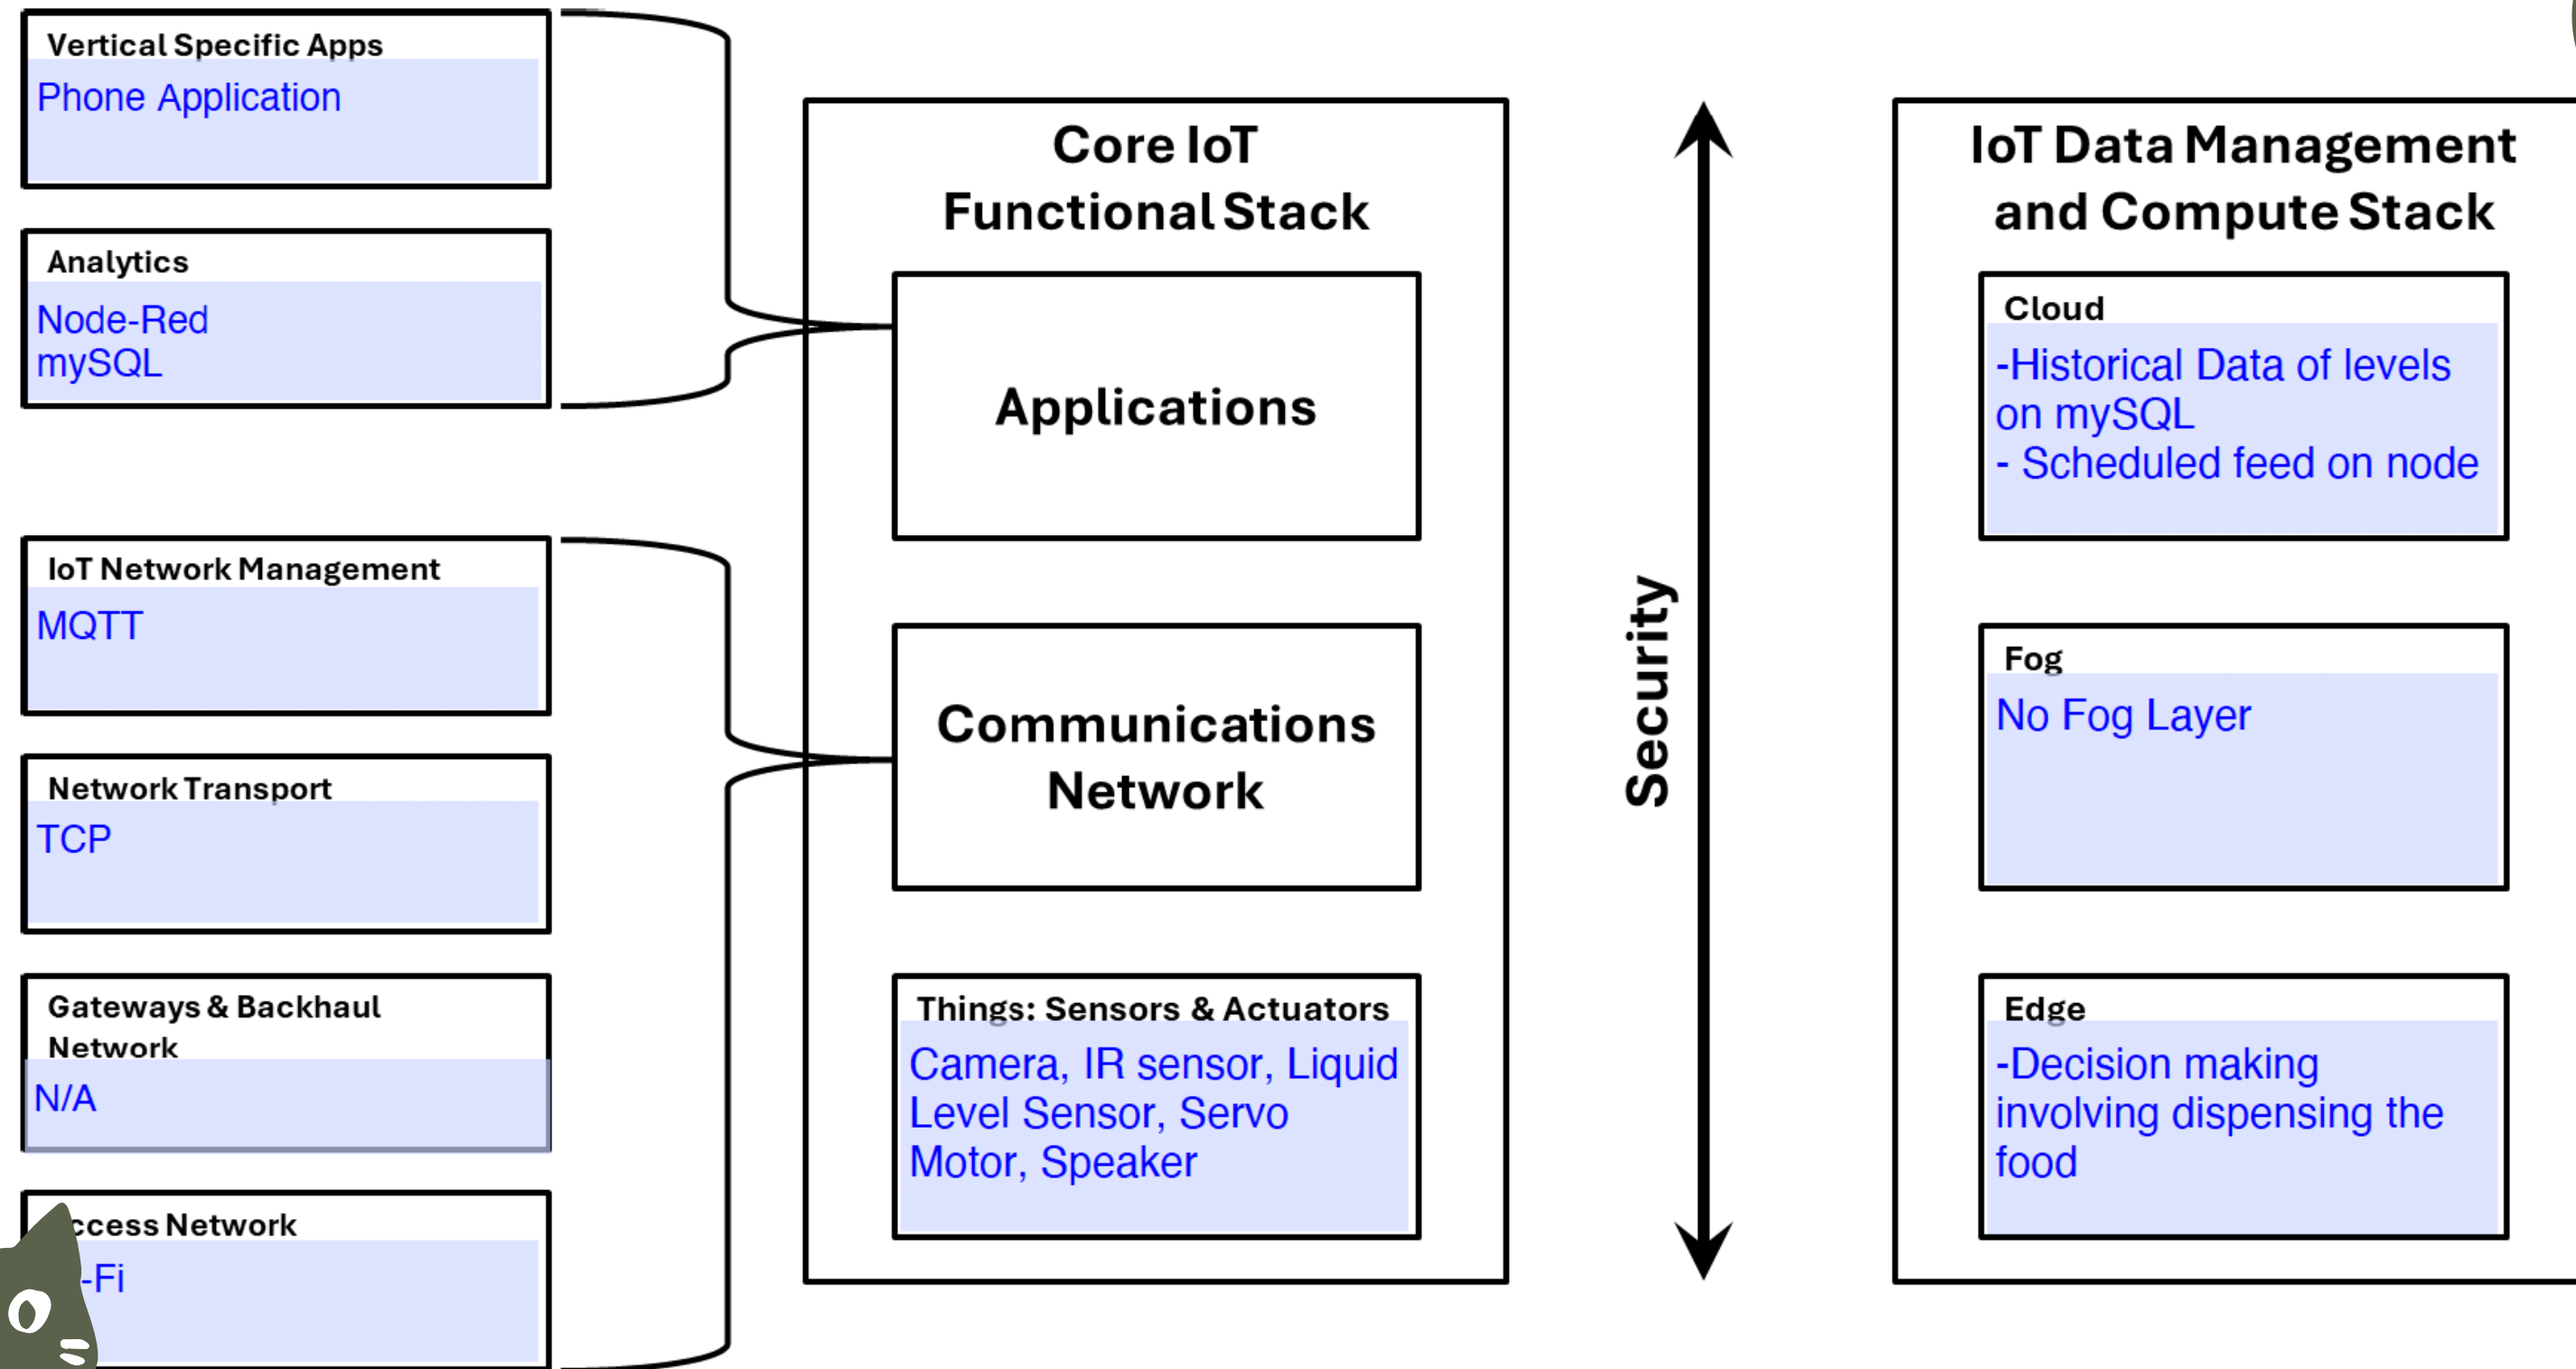 Vertical Specific Apps
Phone Application
Analytics
Node-Red
mySQL
IoT Network Management
MQTT
Network Transport
TCP
Gateways & Backhaul
Network
N/A
ccess Network
-Fi
Core IoT
Functional Stack
Applications
Communications
Network
Things: Sensors & Actuators
Camera, IR sensor, Liquid
Level Sensor, Servo
Motor, Speaker
Security
IoT Data Management
and Compute Stack
Cloud
-Historical Data of levels
on mySQL
- Scheduled feed on node
Fog
No Fog Layer
Edge
-Decision making
involving dispensing the
food